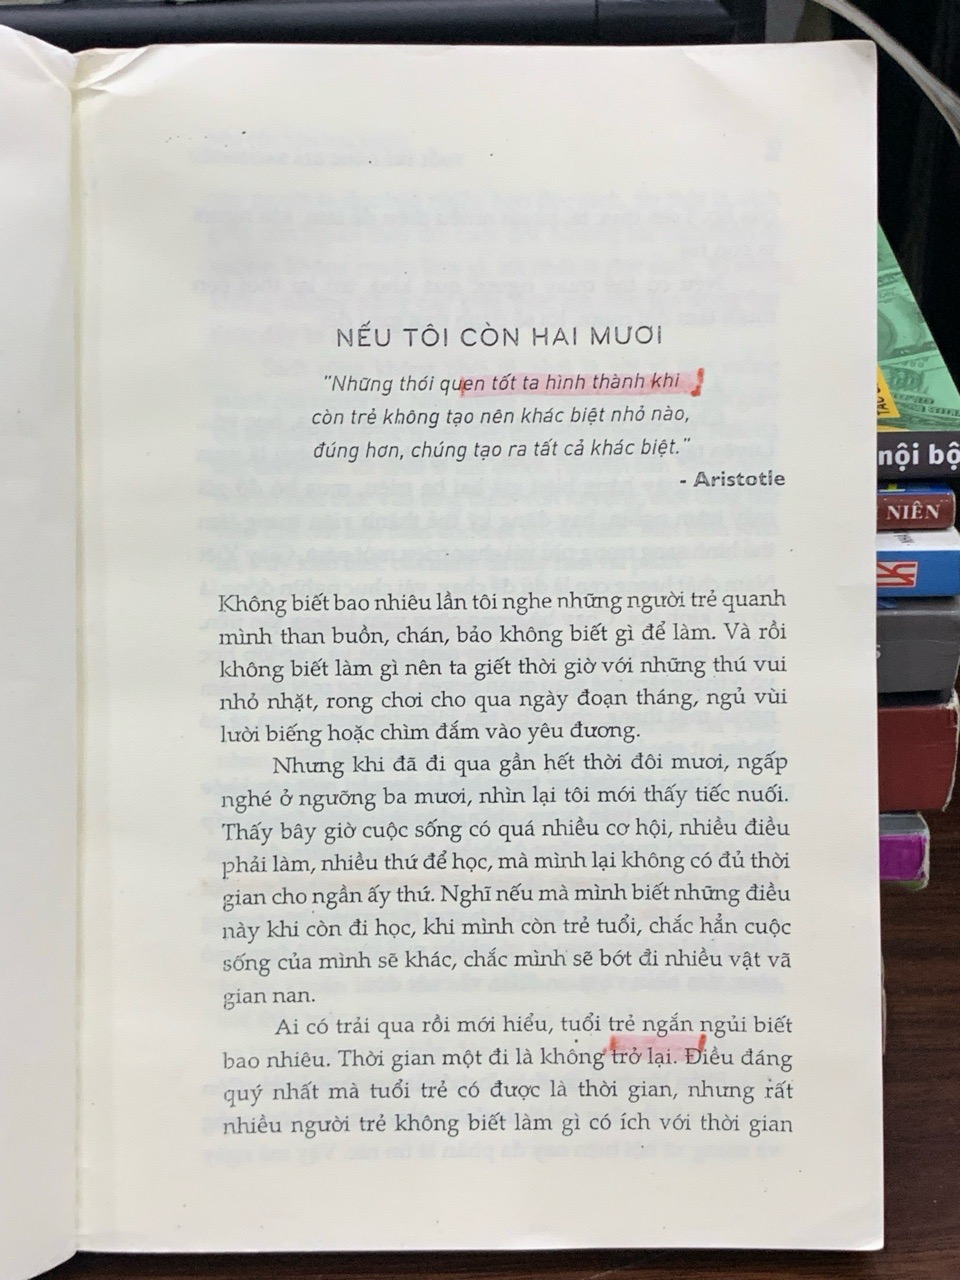 NẾU TÔI CÒN HAI MƯƠI
"Những thói quen tốt ta hình thành khi
còn trẻ không tạo nên khác biệt nhỏ nào,
đúng hơn, chúng tạo ra tất cả khác biệt."
- Aristotle
Không biết bao nhiêu lần tôi nghe những người trẻ quanh
mình than buồn, chán, bảo không biết gì để làm. Và rồi
không biết làm gì nên ta giết thời giờ với những thú vui
nhỏ nhặt, rong chơi cho qua ngày đoạn tháng, ngủ vùi
lười biếng hoặc chìm đắm vào yêu đương.
Nhưng khi đã đi qua gần hết thời đôi mươi, ngấp
nghé ở ngưỡng ba mươi, nhìn lại tôi mới thấy tiếc nuối.
Thấy bây giờ cuộc sống có quá nhiều cơ hội, nhiều điều
phải làm, nhiều thứ để học, mà mình lại không có đủ thời
gian cho ngần ấy thứ. Nghĩ nếu mà mình biết những điều
này khi còn đi học, khi mình còn trẻ tuổi, chắc hẳn cuộc
sống của mình sẽ khác, chắc mình sẽ bớt đi nhiều vật vã
gian nan.
Ai có trải qua rồi mới hiểu, tuổi trẻ ngắn ngủi biết
bao nhiêu. Thời gian một đi là không trở lại. Điều đáng
quý nhất mà tuổi trẻ có được là thời gian, nhưng rất
nhiều người trẻ không biết làm gì có ích với thời gian
nội bộ
NIÊN